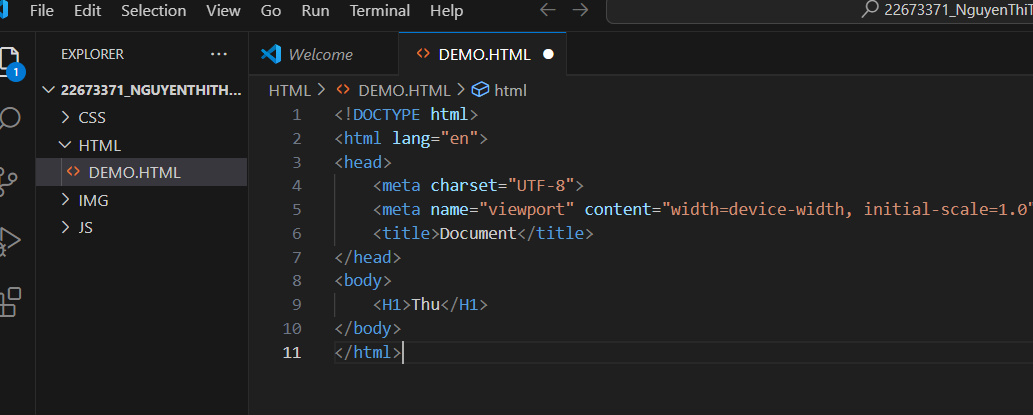 File Edit Selection View Go Run Terminal Help 22673371_NguyenThiT
EXPLORER ··· Welcome DEMO.HTML
1
22673371_NGUYENTHITH... HTML > DEMO.HTML > html
CSS
HTML
DEMO.HTML
IMG
JS
1 <!DOCTYPE html>
2 <html lang="en">
3 <head>
4 <meta charset="UTF-8">
5 <meta name="viewport" content="width=device-width, initial-scale=1.0"
6 <title>Document</title>
7 </head>
8 <body>
9 <H1>Thu</H1>
10 </body>
11 </html>